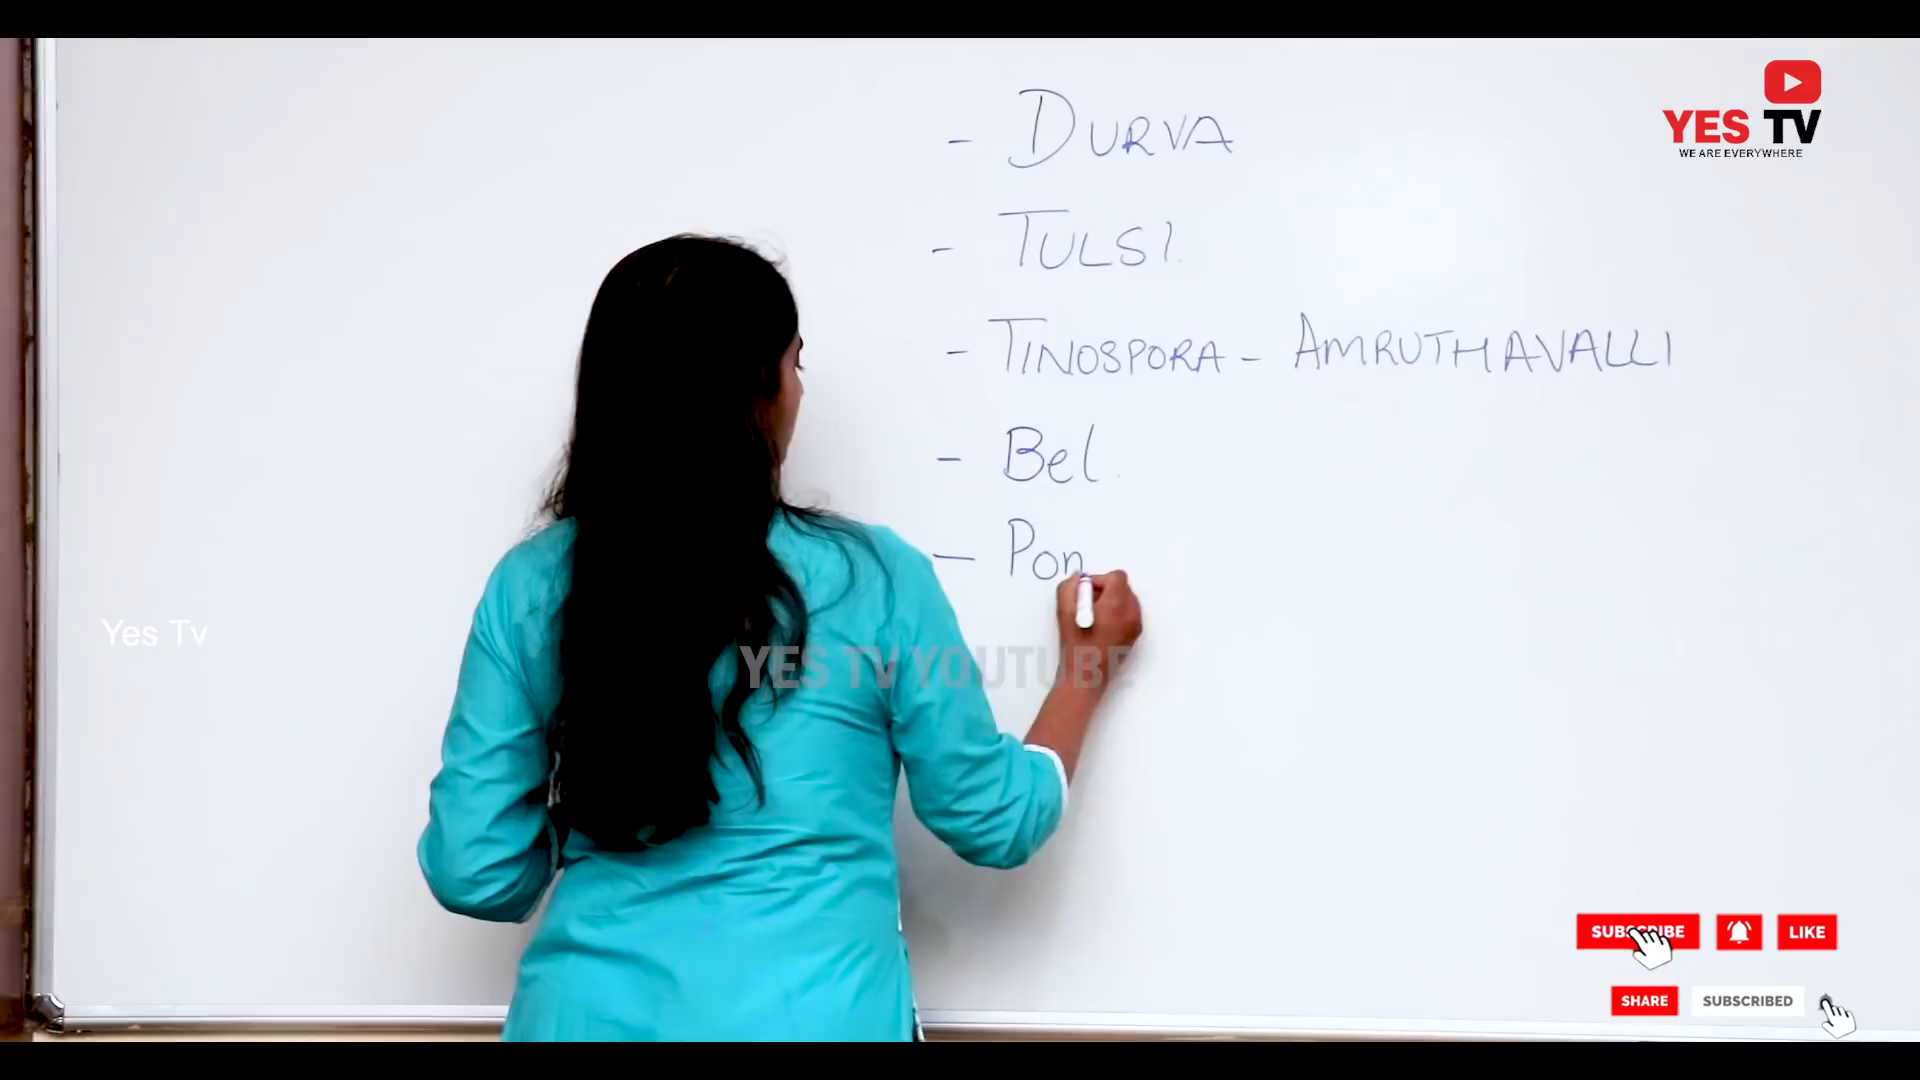 - DURVA
YES TV
WE ARE EVERYWHERE
- TULSI.
- TINOSPORA - AMRUTHAVALLI
- Bel.
- Pon
Yes Tv
YES TV YOUTUBE
SUBSCRIBE LIKE
SHARE SUBSCRIBED